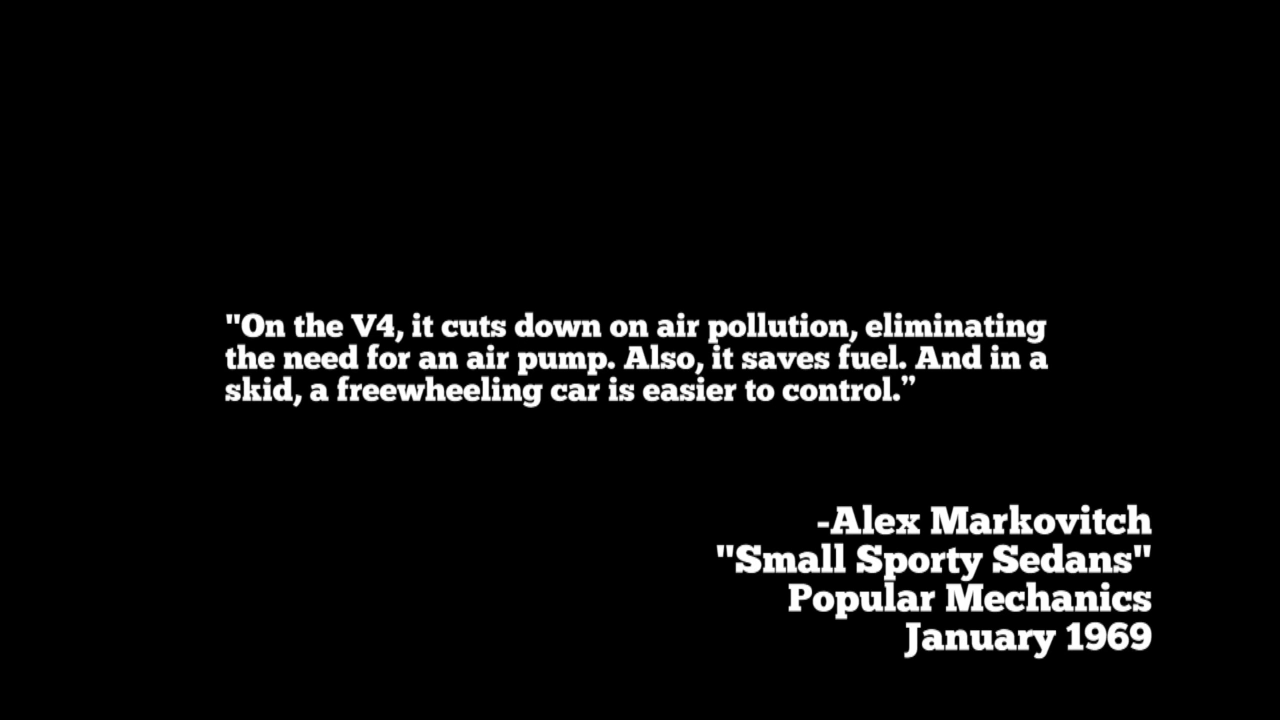 "On the V4, it cuts down on air pollution, eliminating
the need for an air pump. Also, it saves fuel. And in a
skid, a freewheeling car is easier to control.”
-Alex Markovitch
"Small Sporty Sedans"
Popular Mechanics
January 1969